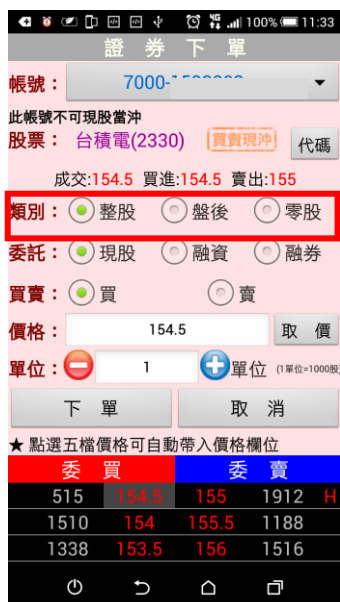 4G 100% 11:33
證 券 下 單
帳號： 7000-
此帳號不可現股當沖
股票： 台積電(2330) 買賣現沖 代碼
成交:154.5 買進:154.5 賣出:155
類別： 整股 盤後 零股
委託： 現股 融資 融券
買賣： 買 賣
價格： 154.5 取 價
單位： 1 單位 (1單位=1000股)
下 單 取 消
★ 點選五檔價格可自動帶入價格欄位
委 買 委 賣
515 154.5 155 1912 H
1510 154 155.5 1188
1338 153.5 156 1516